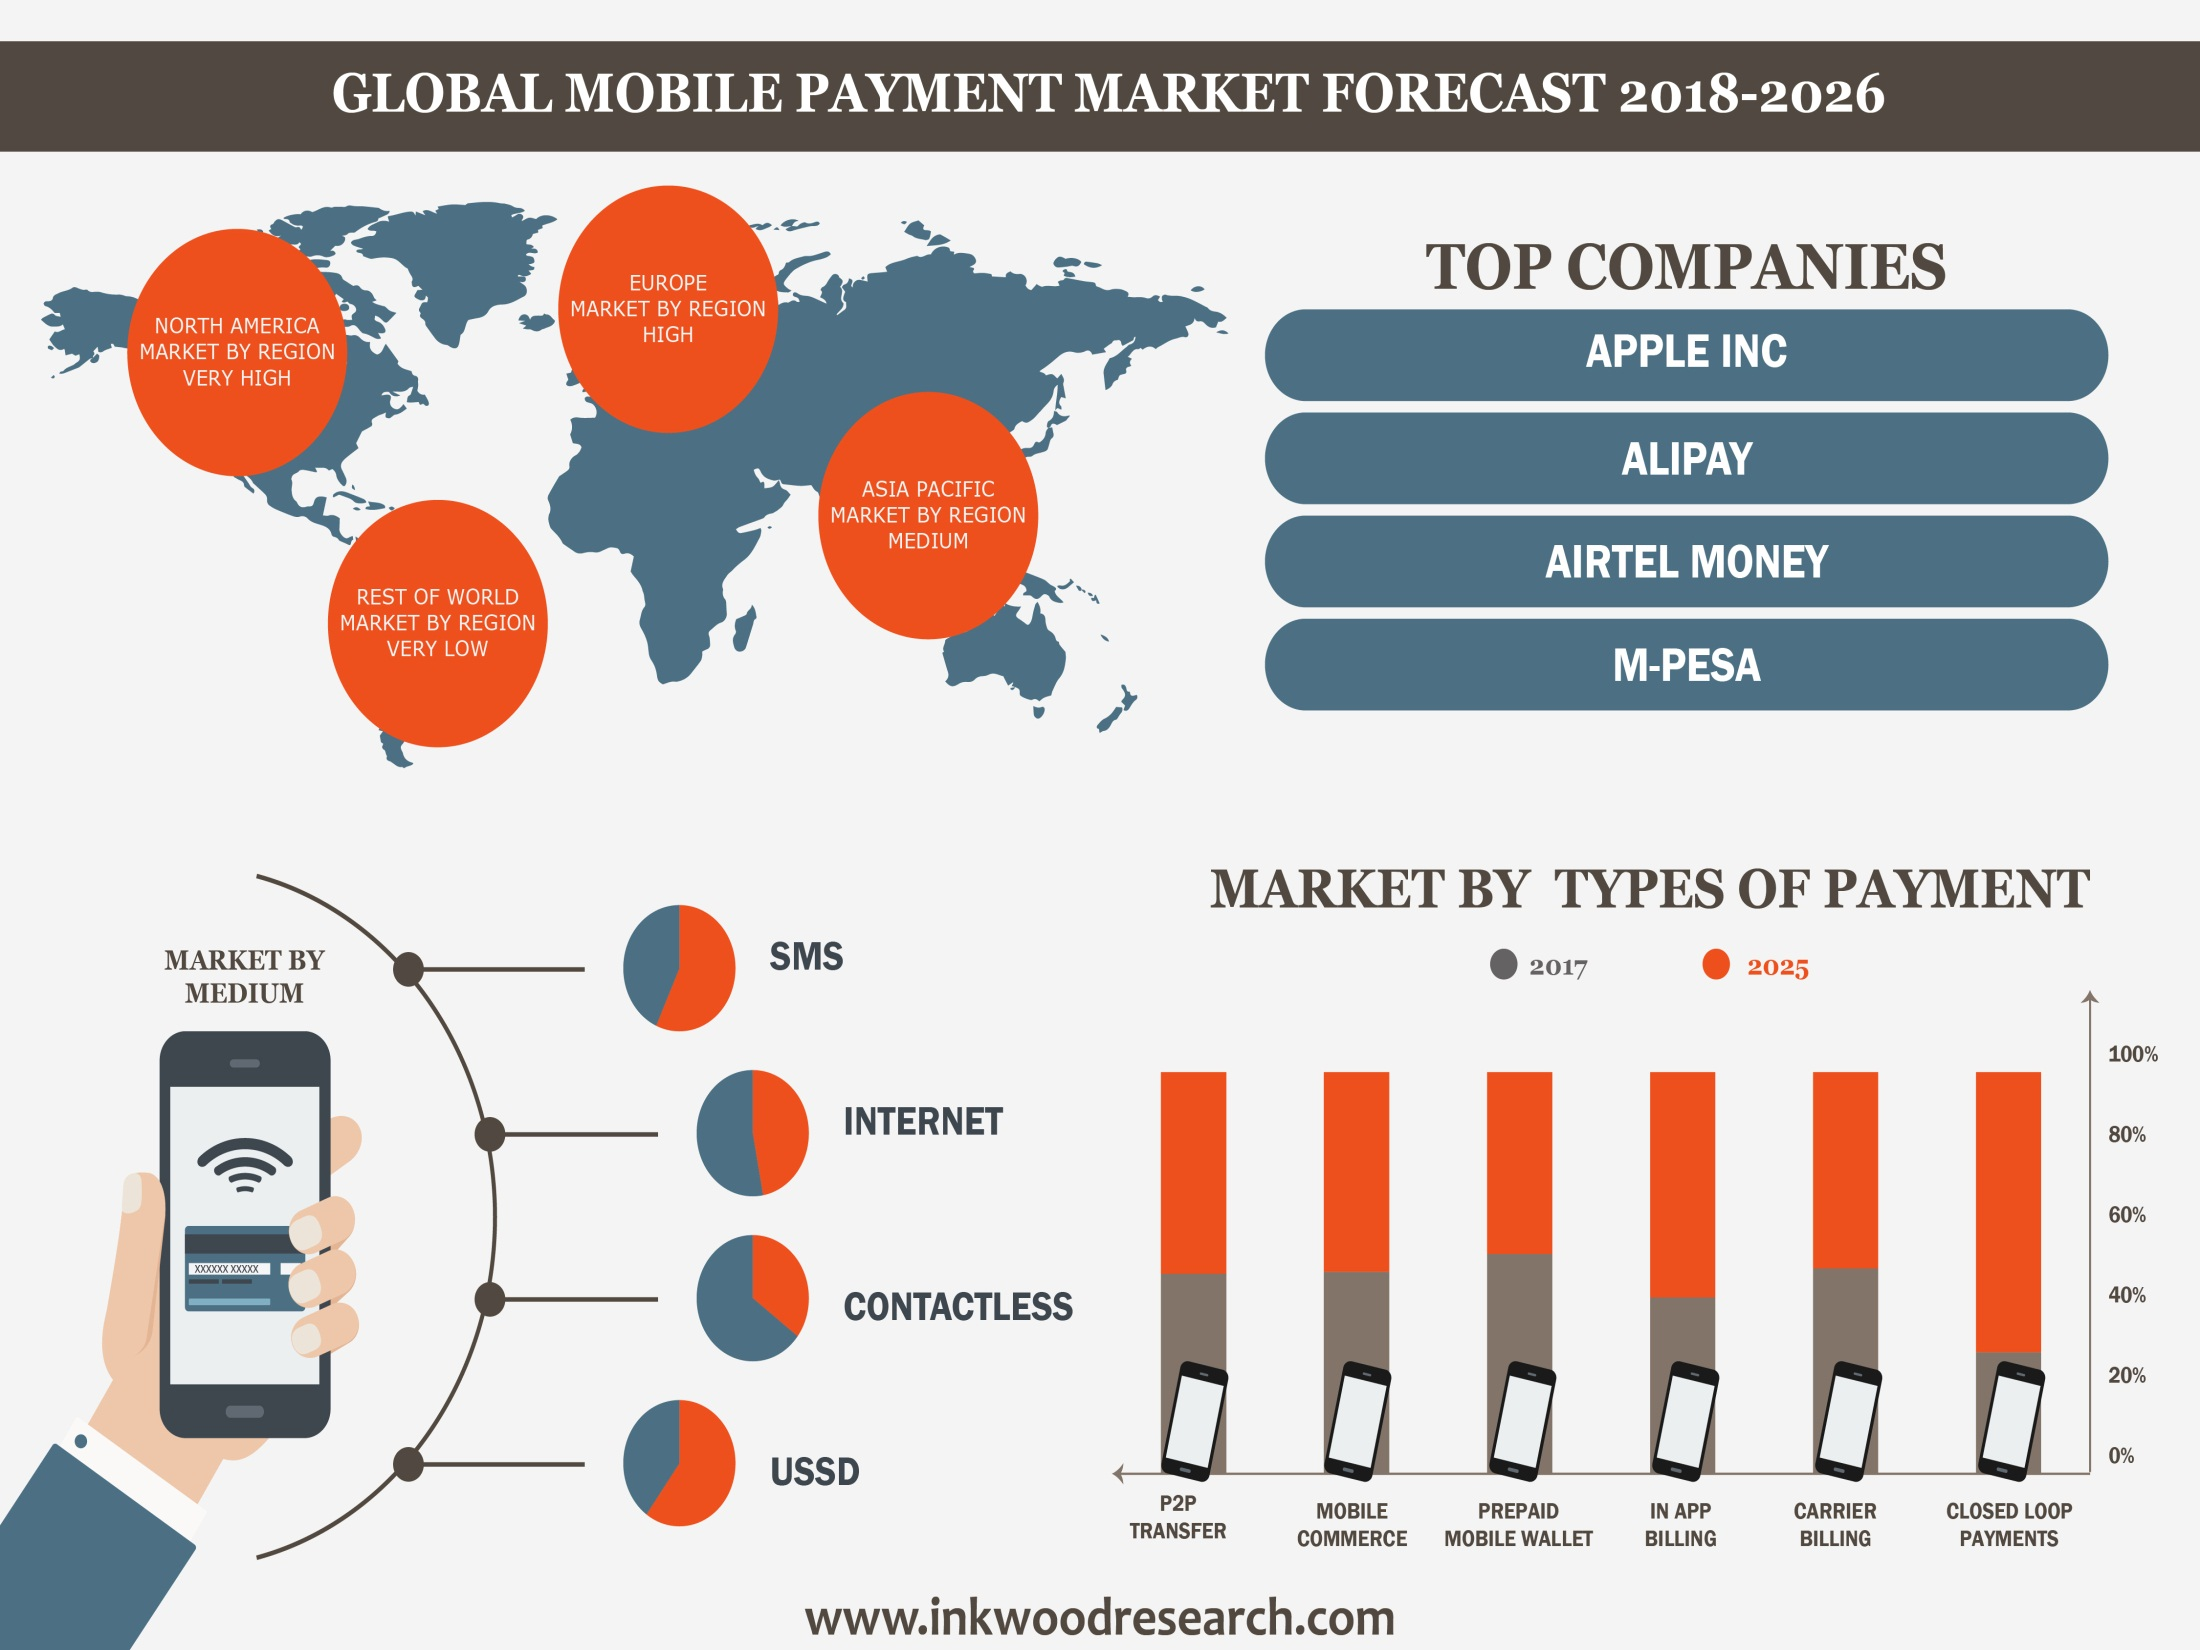 GLOBAL MOBILE PAYMENT MARKET FORECAST 2018-2026
NORTH AMERICA
MARKET BY REGION
VERY HIGH
EUROPE
MARKET BY REGION
HIGH
ASIA PACIFIC
MARKET BY REGION
MEDIUM
REST OF WORLD
MARKET BY REGION
VERY LOW
TOP COMPANIES
APPLE INC
ALIPAY
AIRTEL MONEY
M-PESA
MARKET BY
MEDIUM
XXXXXX XXXXX
SMS
INTERNET
CONTACTLESS
USSD
MARKET BY TYPES OF PAYMENT
2017
2025
100%
80%
60%
40%
20%
0%
P2P
TRANSFER
MOBILE
COMMERCE
PREPAID
MOBILE WALLET
IN APP
BILLING
CARRIER
BILLING
CLOSED LOOP
PAYMENTS
www.inkwoodresearch.com